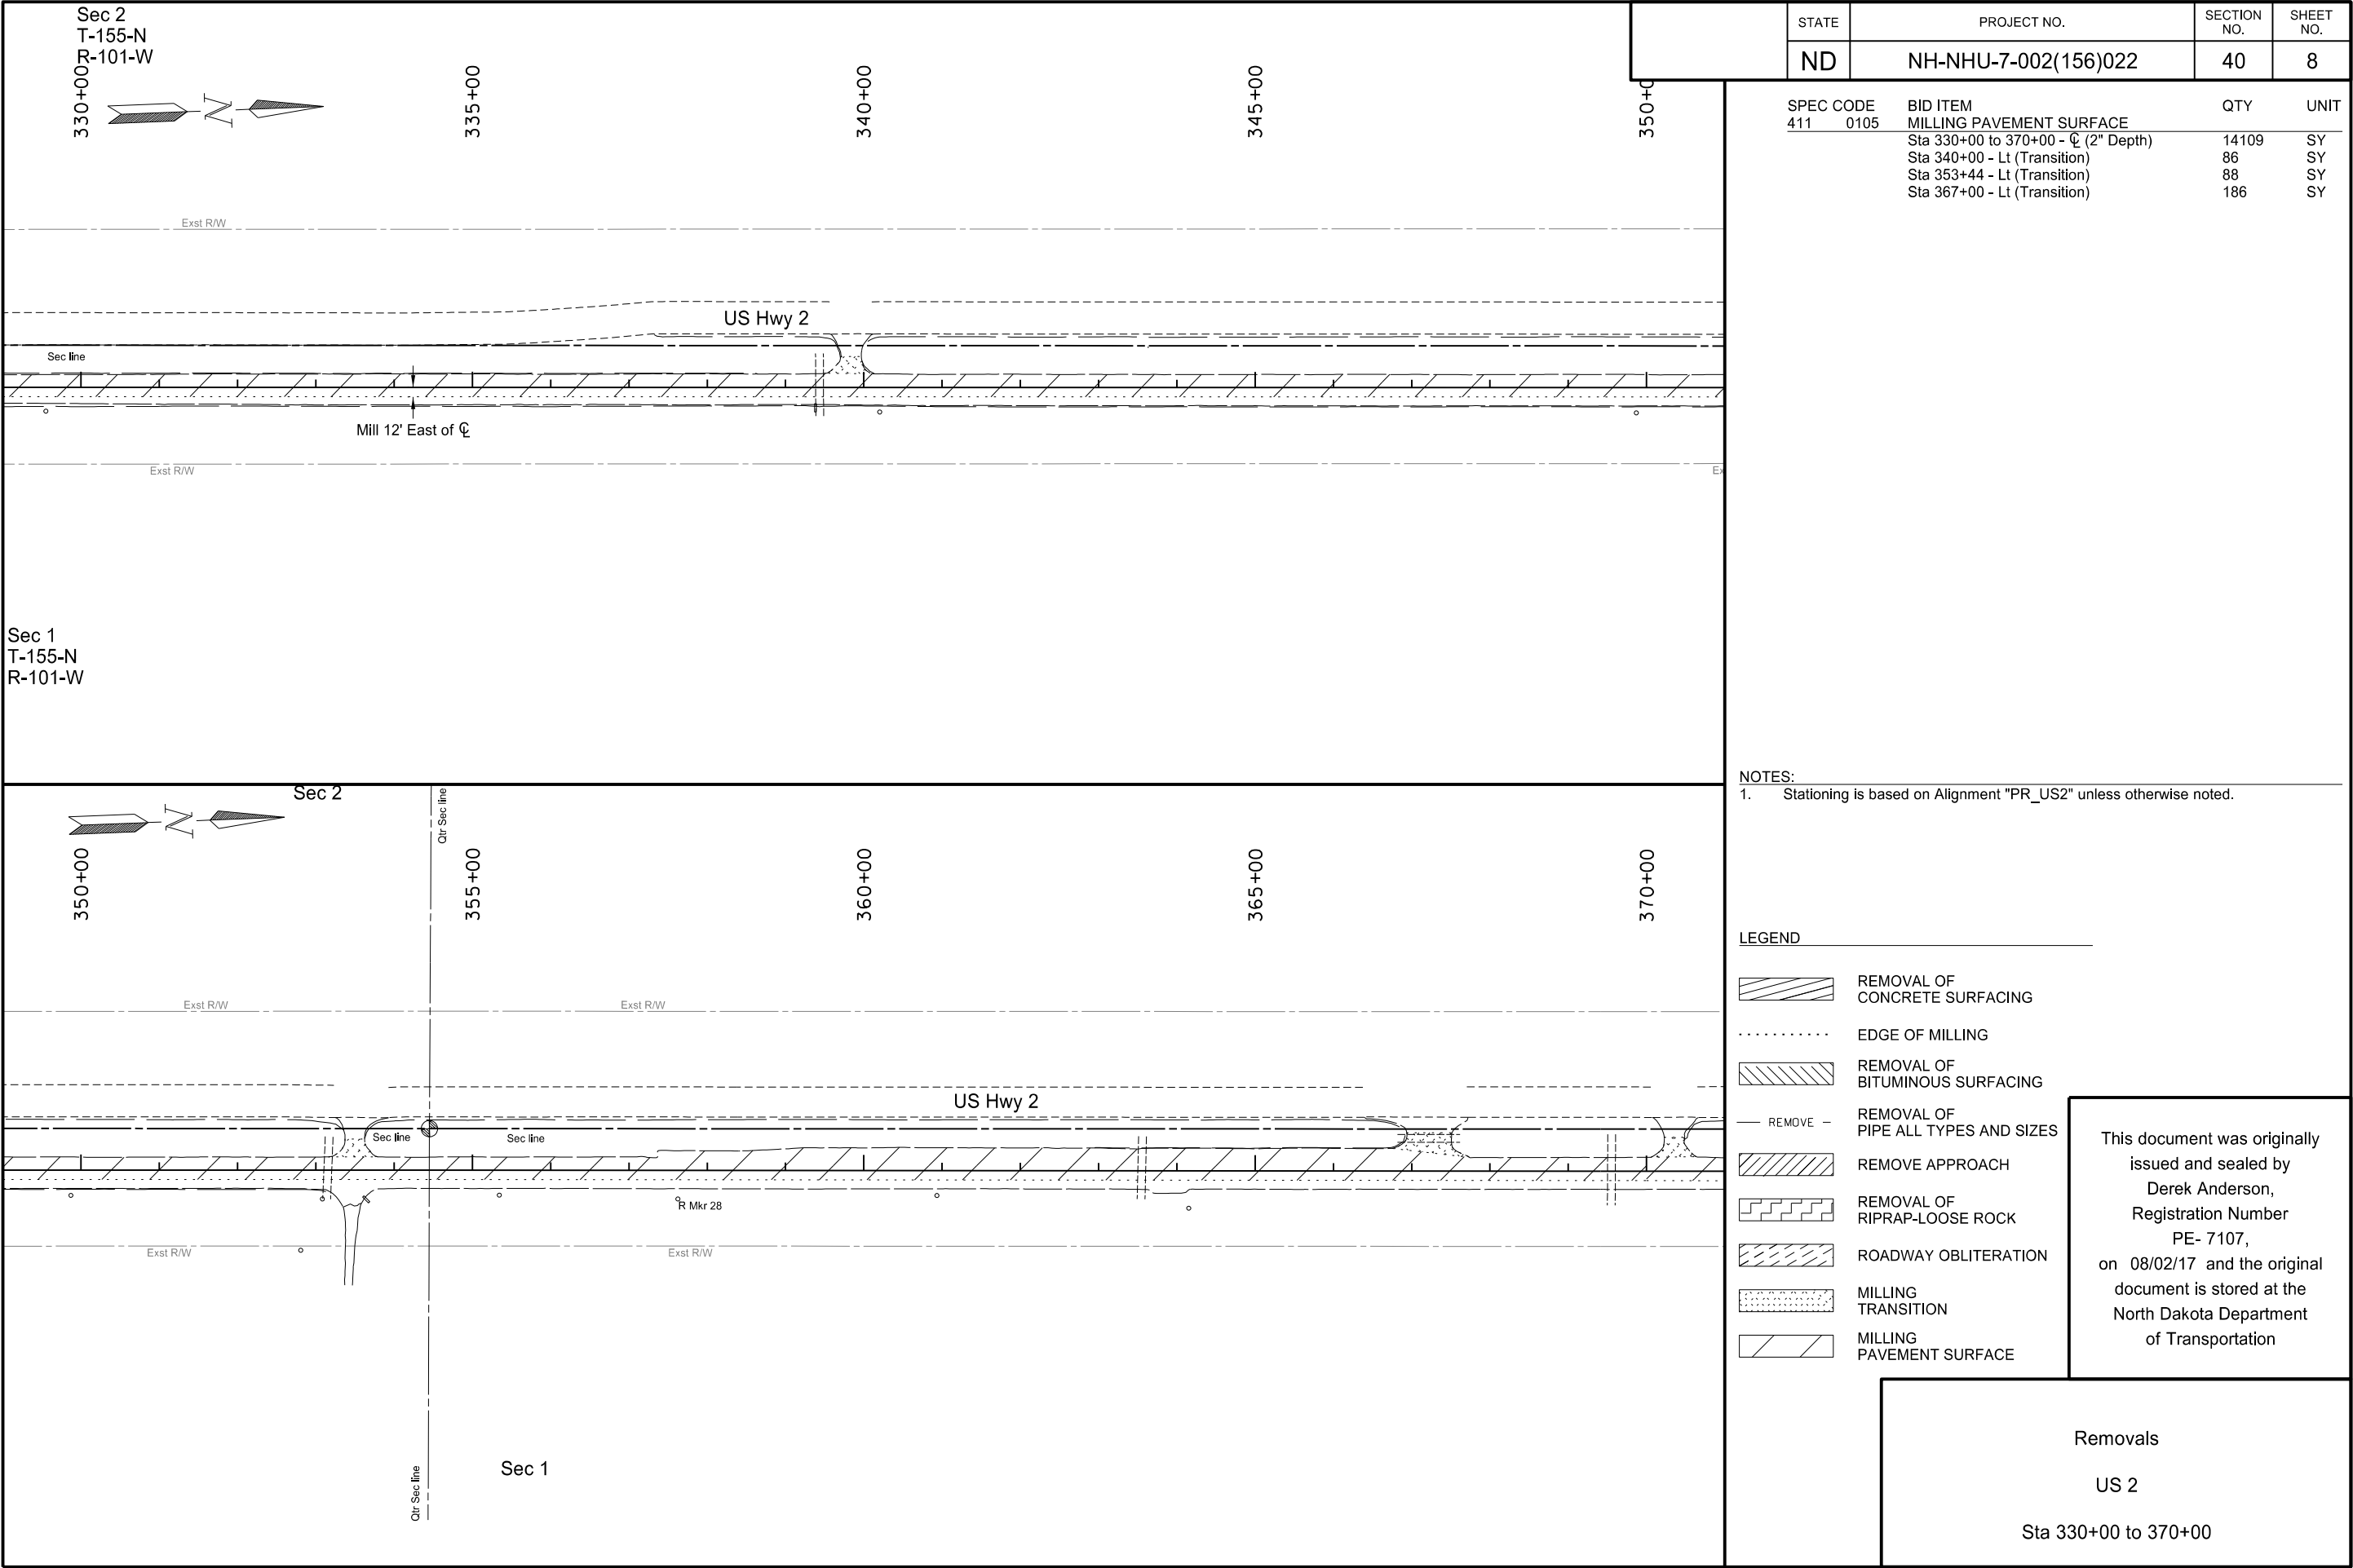 Sec 2
T-155-N
R-101-W
330+00
335+00
340+00
345+00
N
Exst R/W
US Hwy 2
Sec line
Mill 12' East of ℄
Exst R/W
Sec 1
T-155-N
R-101-W
STATE PROJECT NO. SECTION NO. SHEET NO.
ND NH-NHU-7-002(156)022 40 8
SPEC CODE BID ITEM QTY UNIT
411 0105 MILLING PAVEMENT SURFACE
Sta 330+00 to 370+00 - ℄ (2" Depth) 14109 SY
Sta 340+00 - Lt (Transition) 86 SY
Sta 353+44 - Lt (Transition) 88 SY
Sta 367+00 - Lt (Transition) 186 SY
Sec 2
Qtr Sec line
N
350+00
355+00
360+00
365+00
370+00
Exst R/W
Exst R/W
US Hwy 2
Sec line
Sec line
R Mkr 28
Exst R/W
Exst R/W
Sec 1
Qtr Sec line
NOTES:
1. Stationing is based on Alignment "PR_US2" unless otherwise noted.
LEGEND
REMOVAL OF
CONCRETE SURFACING
EDGE OF MILLING
REMOVAL OF
BITUMINOUS SURFACING
REMOVE
REMOVAL OF
PIPE ALL TYPES AND SIZES
REMOVE APPROACH
REMOVAL OF
RIPRAP-LOOSE ROCK
ROADWAY OBLITERATION
MILLING
TRANSITION
MILLING
PAVEMENT SURFACE
This document was originally
issued and sealed by
Derek Anderson,
Registration Number
PE- 7107,
on 08/02/17 and the original
document is stored at the
North Dakota Department
of Transportation
Removals
US 2
Sta 330+00 to 370+00